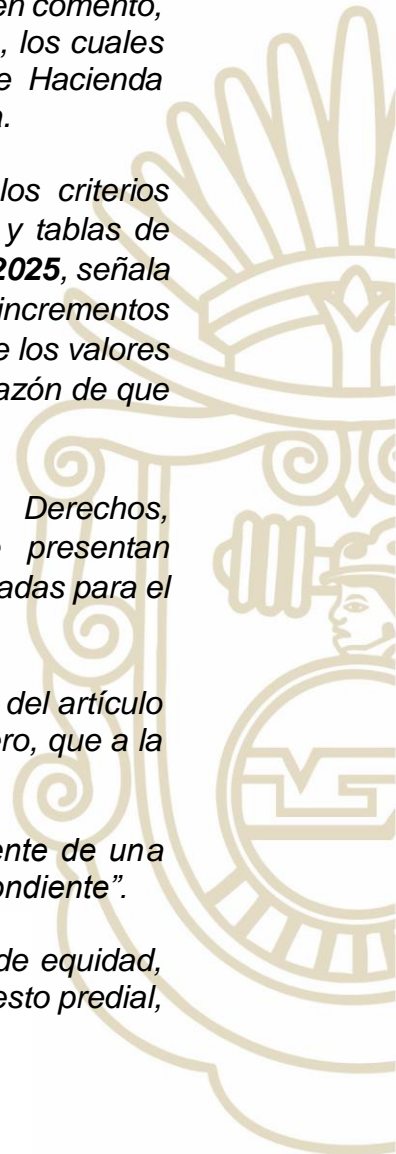 en comento,
, los cuales
e Hacienda
a.
los criterios
y tablas de
2025, señala
incrementos
e los valores
azón de que
Derechos,
presentan
adas para el
del artículo
ero, que a la
ente de una
ondiente”.
de equidad,
esto predial,